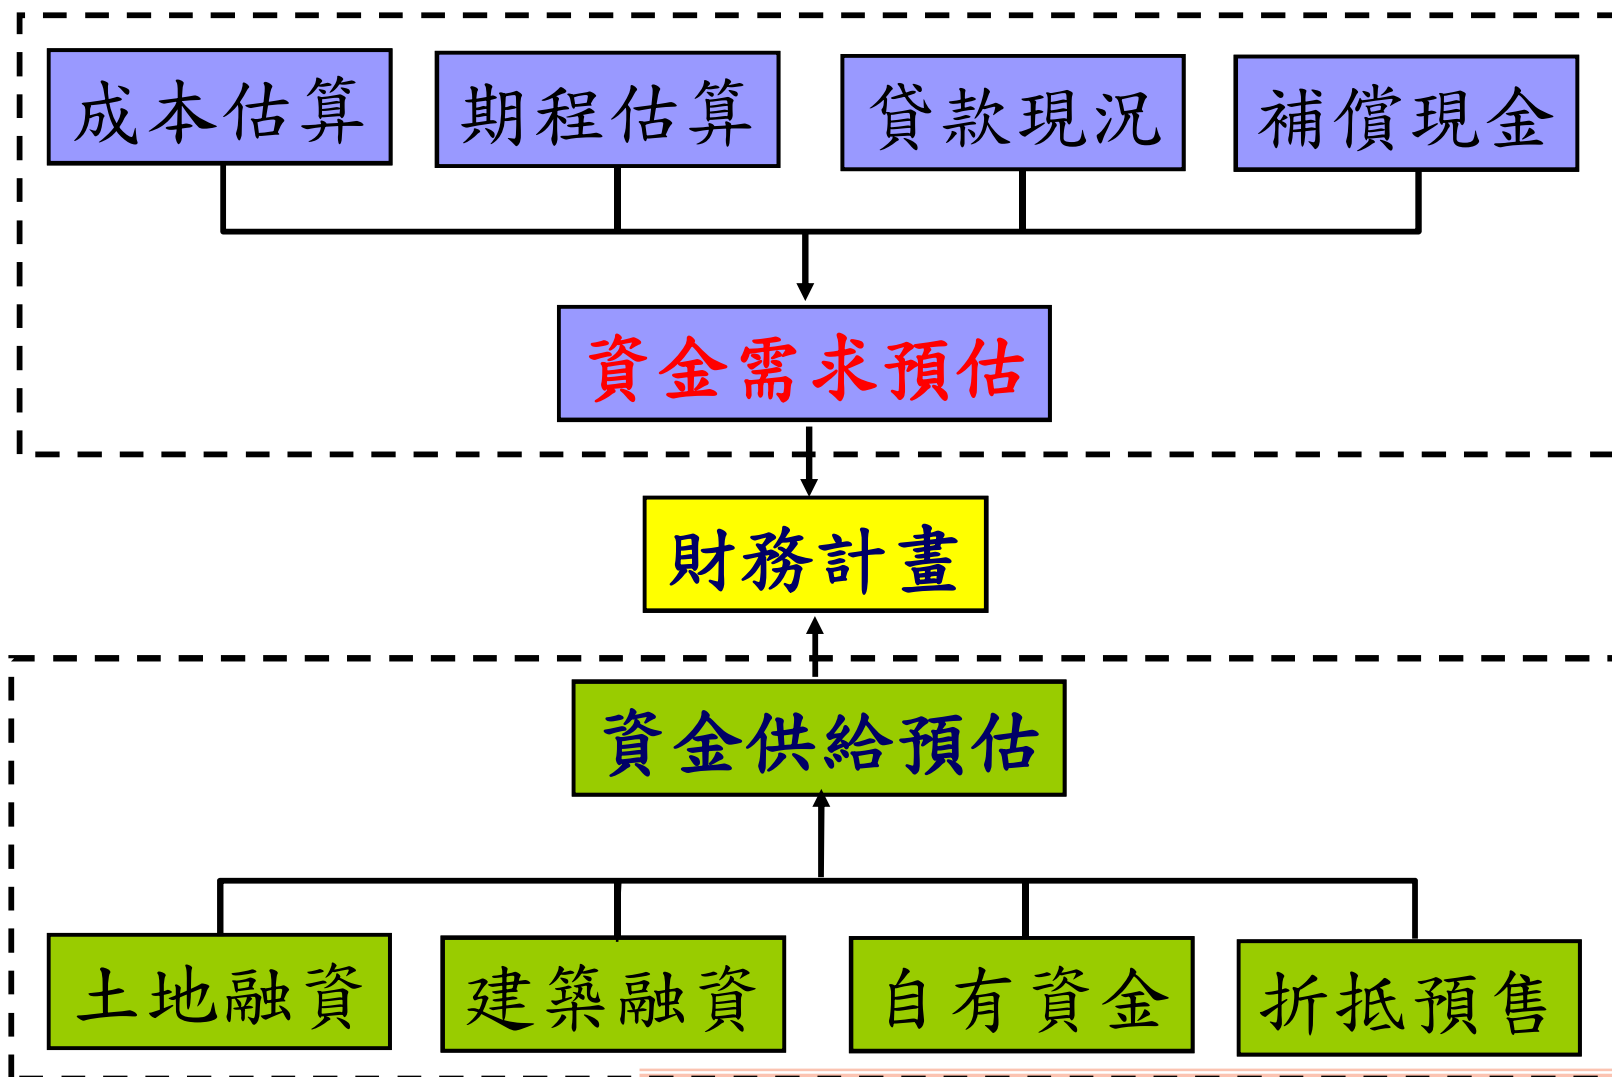 成本估算
期程估算
貸款現況
補償現金
資金需求預估
財務計畫
資金供給預估
土地融資
建築融資
自有資金
折抵預售